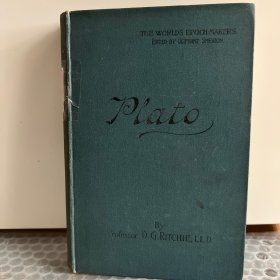 THE WORLD'S EPOCH-MAKERS
EDITED BY OLIPHANT SMEATON
Plato
By
Professor D. G. RITCHIE, LL.D.